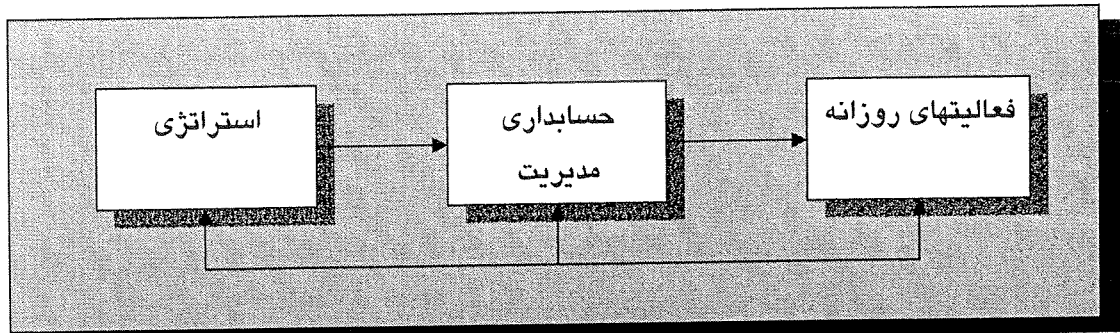 استراتژی
حسابداری
مدیریت
فعالیتهای روزانه